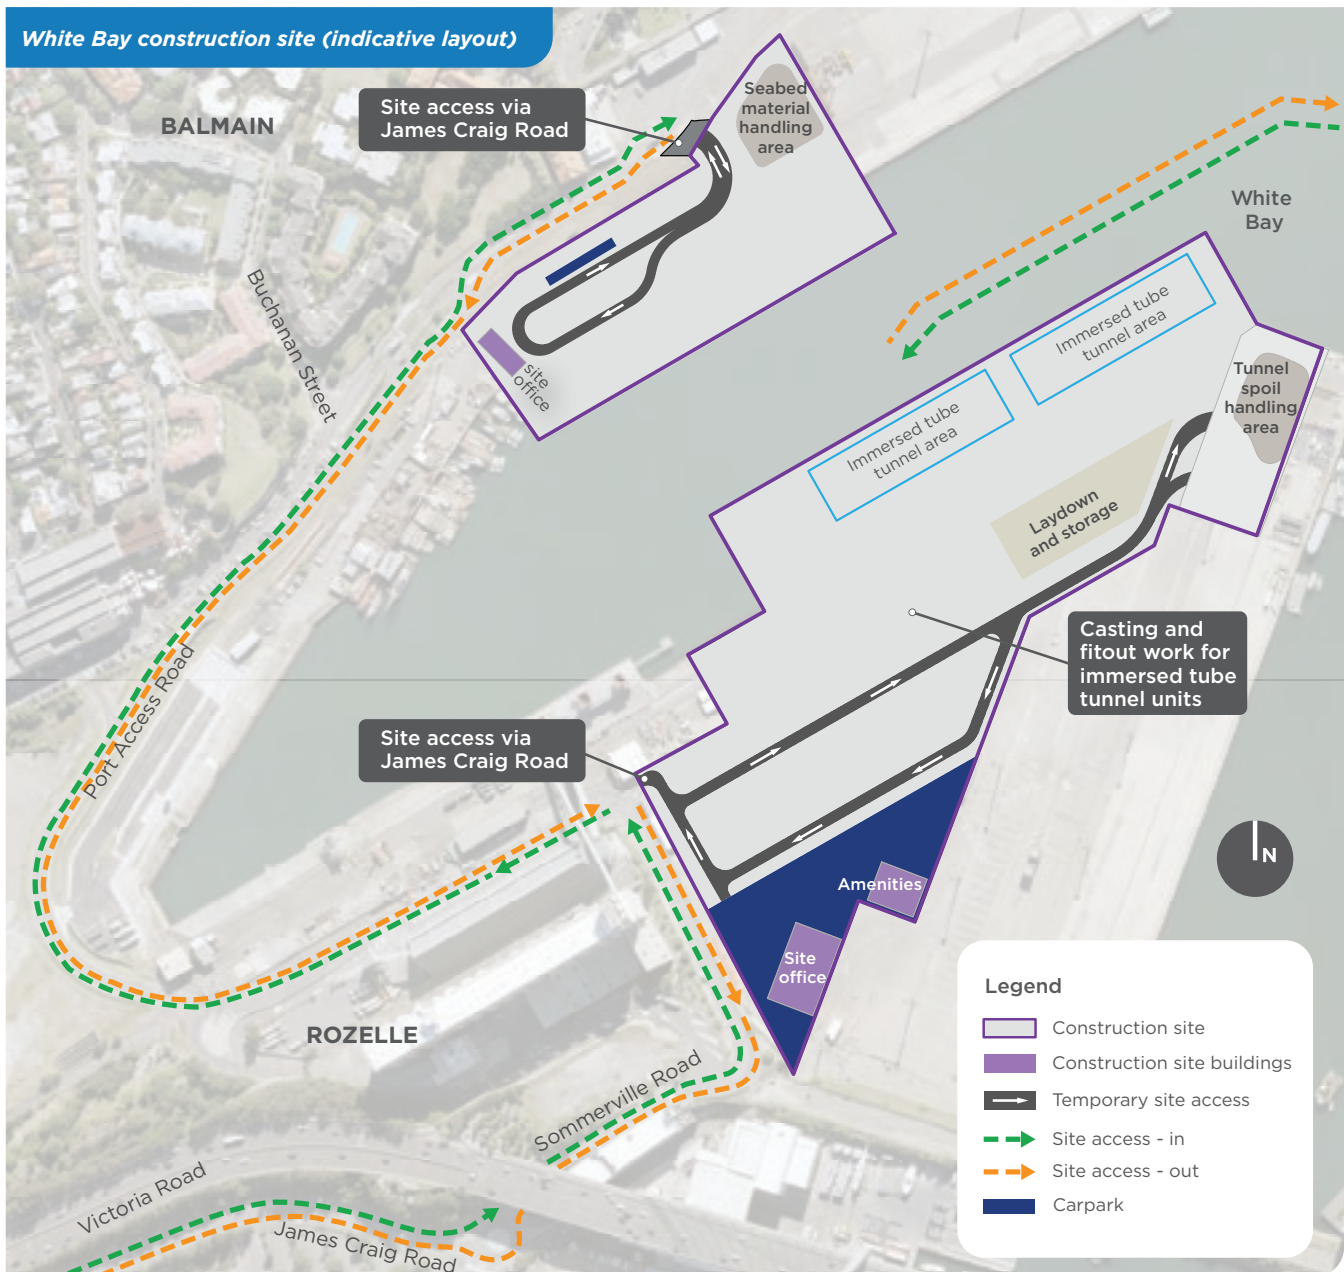 White Bay construction site (indicative layout)
BALMAIN
Site access via
James Craig Road
Seabed
material
handling
area
White
Bay
Buchanan Street
site
office
Immersed tube
tunnel area
Immersed tube
tunnel area
Tunnel
spoil
handling
area
Laydown
and storage
Casting and
fitout work for
immersed tube
tunnel units
Port Access Road
Site access via
James Craig Road
N
Amenities
Site
office
ROZELLE
Sommerville Road
Victoria Road
James Craig Road
Legend
Construction site
Construction site buildings
Temporary site access
Site access - in
Site access - out
Carpark